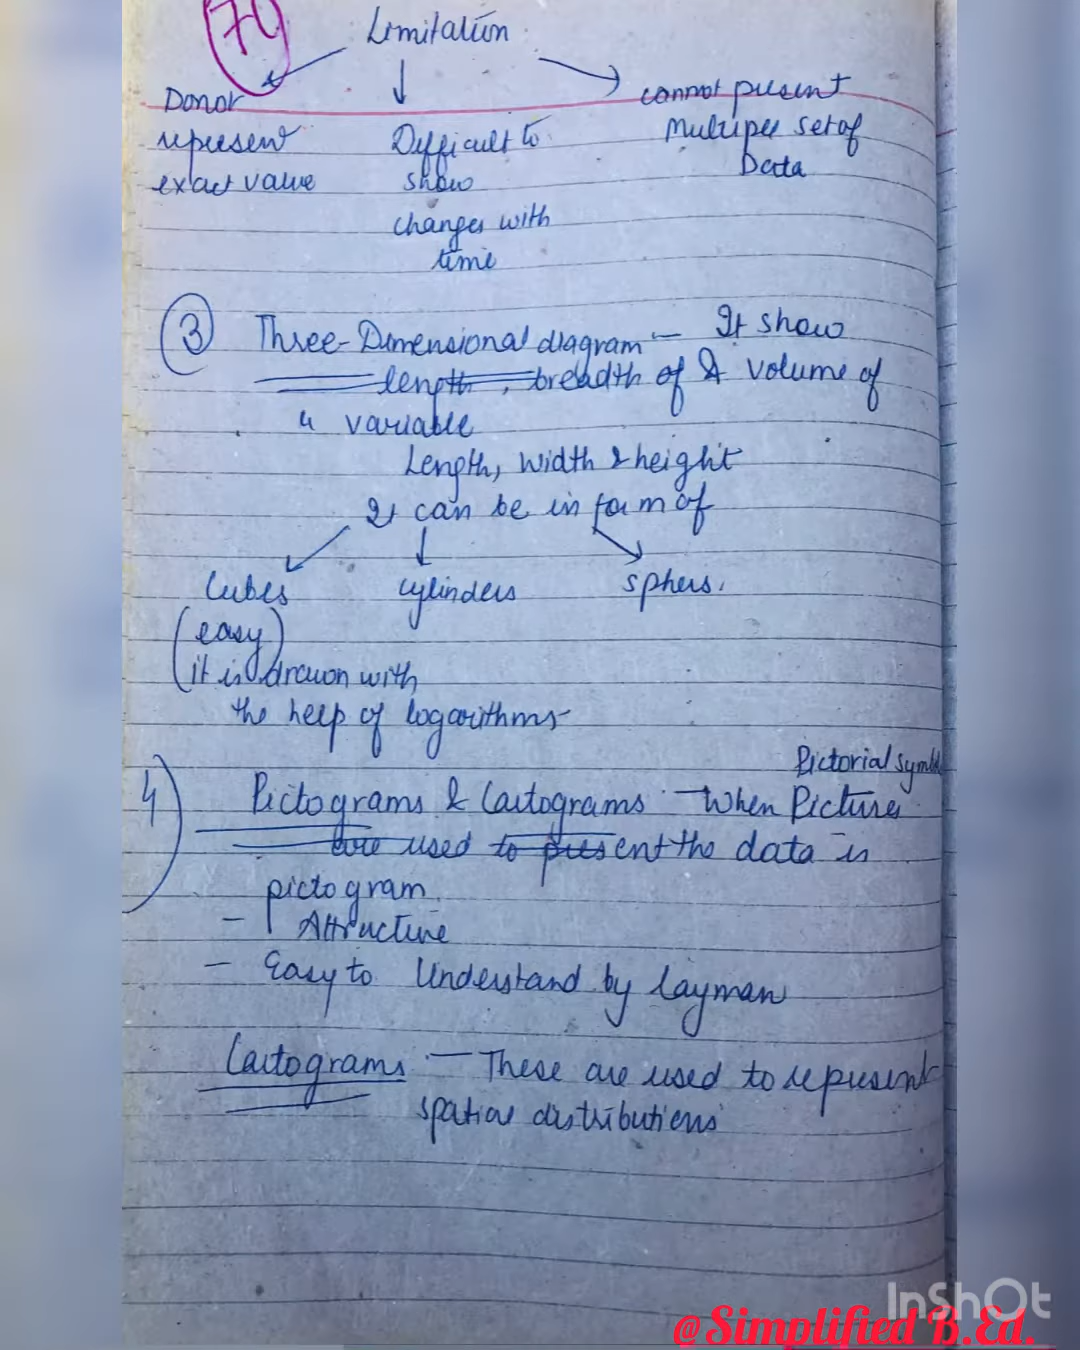 70
Limitation
Donot
represent
exact value
Difficult to
show
changes with
time
cannot present
Multiple set of
Data
3 Three-Dimensional diagram - It show
length, breadth of & volume of
a variable
Length, width & height
It can be in form of
Cubes
cylinders
sphers.
(easy)
it is drawn with
the help of logarithms
Pictorial symbol
4) Pictograms & Cartograms - When Pictures
are used to present the data is
pictogram
- Attractive
- Easy to Understand by Layman
Cartograms - These are used to represent
spatial distributions
InShOt
@Simplified B.Ed.